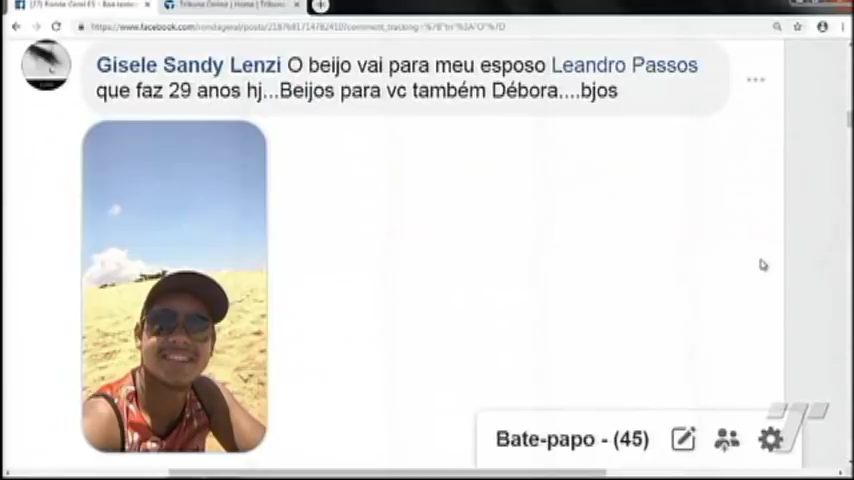 Gisele Sandy Lenzi O beijo vai para meu esposo Leandro Passos
que faz 29 anos hj...Beijos para vc também Débora....bjos
Bate-papo - (45)